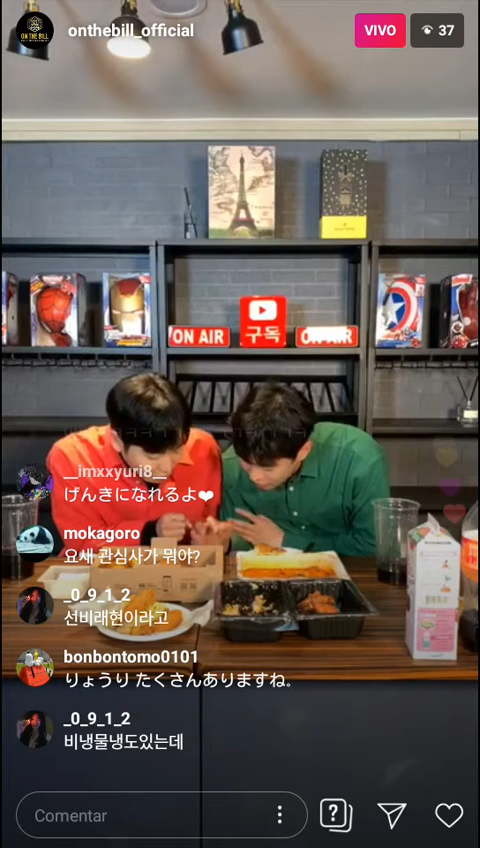 onthebill_official
VIVO
37
ON THE BILL
구독
ON AIR
ON AIR
__imxxyuri8__
げんきになれるよ❤
mokagoro
요새 관심사가 뭐야?
_0_9_1_2
선비래현이라고
bonbontomo0101
りょうり たくさんありますね。
_0_9_1_2
비냉물냉도있는데
Comentar